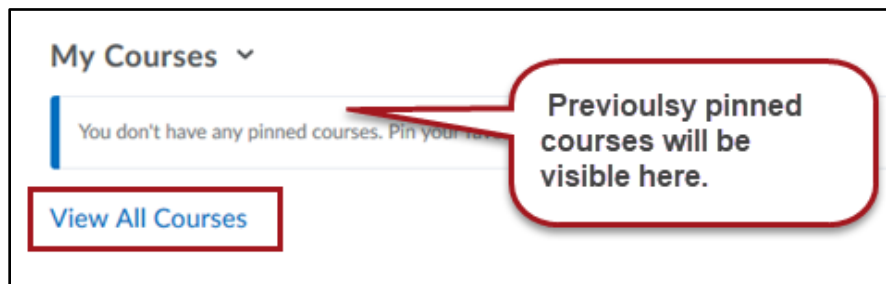 My Courses
You don't have any pinned courses. Pin your
Previoulsy pinned
courses will be
visible here.
View All Courses